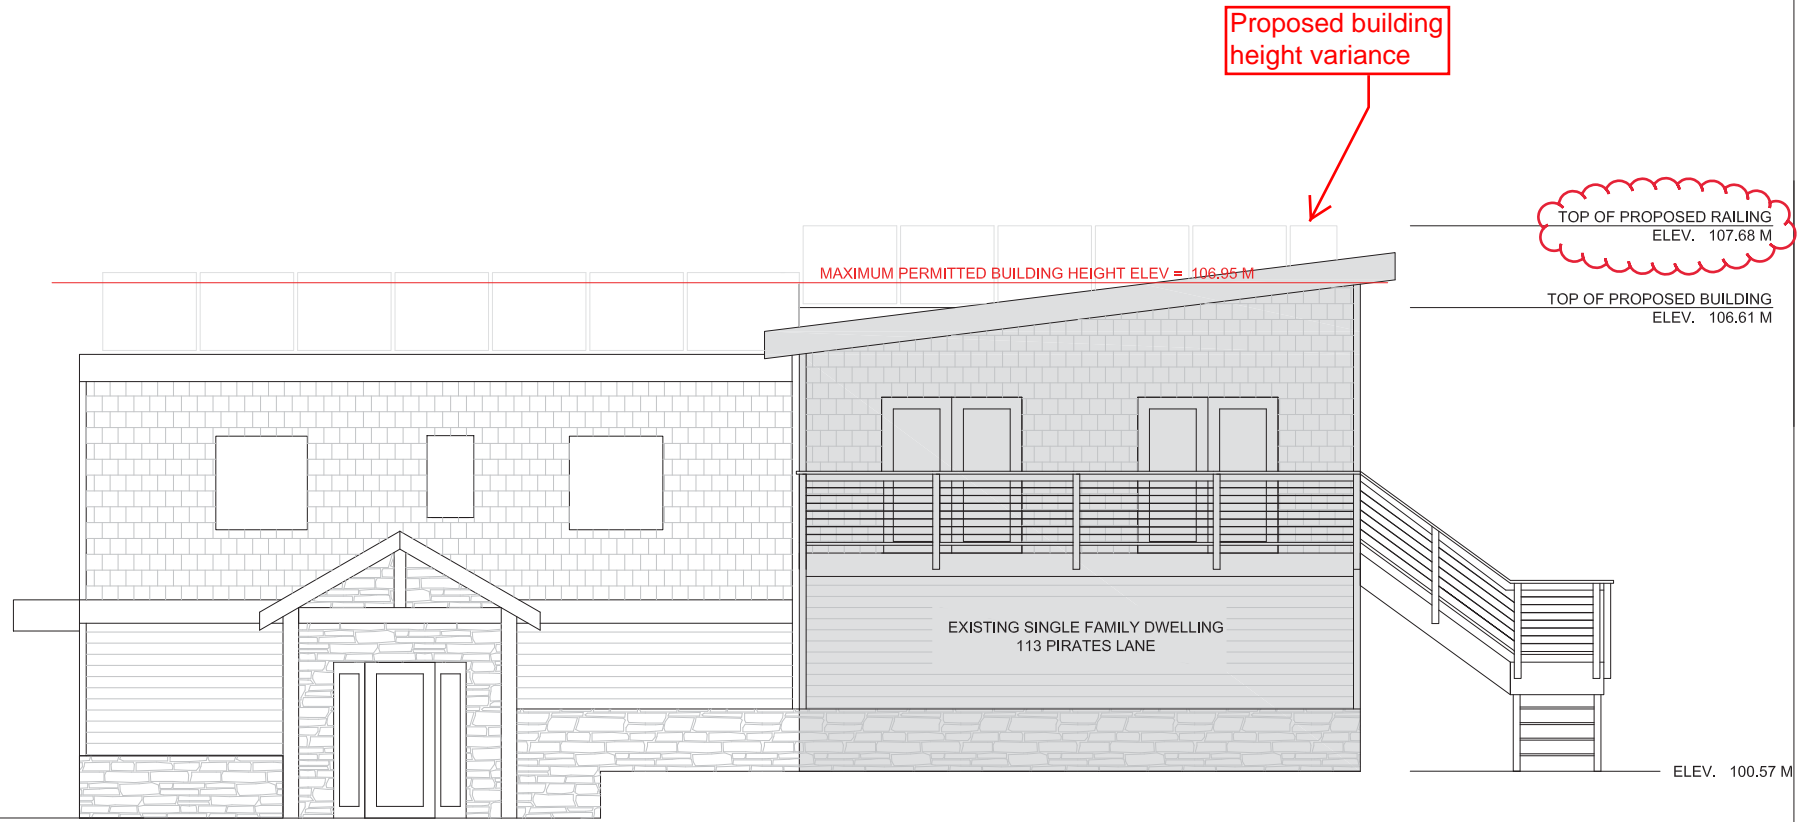 Proposed building
height variance
TOP OF PROPOSED RAILING
ELEV. 107.68 M
MAXIMUM PERMITTED BUILDING HEIGHT ELEV = 106.95 M
TOP OF PROPOSED BUILDING
ELEV. 106.61 M
EXISTING SINGLE FAMILY DWELLING
113 PIRATES LANE
ELEV. 100.57 M